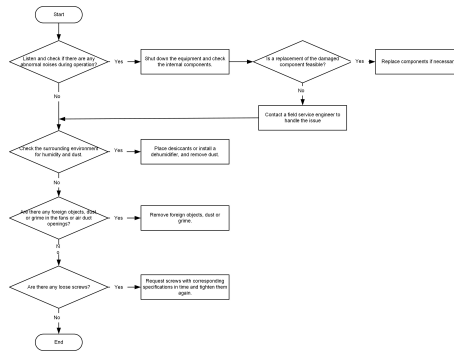 Start
Listen and check if there are any
abnormal noises during operation?
Yes
Shut down the equipment and check
the internal components.
Is a replacement of the damaged
component feasible?
Yes
Replace components if necessar
No
No
Contact a field service engineer to
handle the issue
Check the surrounding environment
for humidity and dust.
Yes
Place desiccants or install a
dehumidifier, and remove dust.
No
Are there any foreign objects, dust,
or grime in the fans or air duct
openings?
Yes
Remove foreign objects, dust or
grime.
N
o
Are there any loose screws?
Yes
Request screws with corresponding
specifications in time and tighten them
again.
No
End